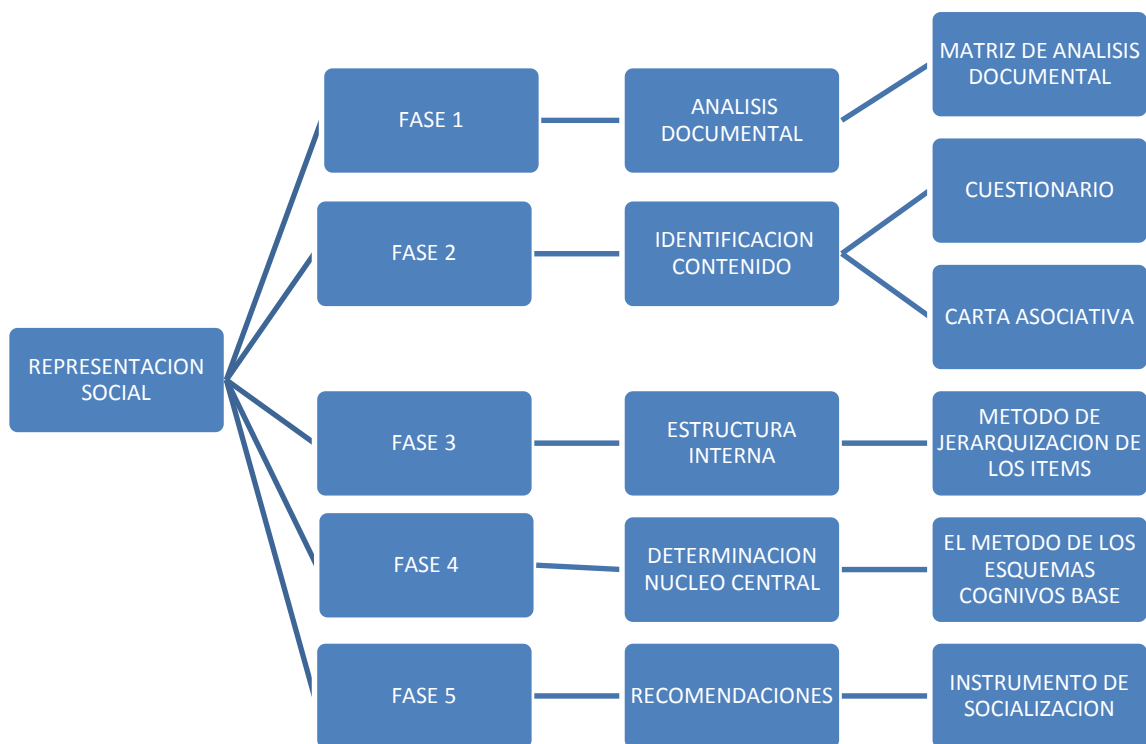 REPRESENTACION
SOCIAL
FASE 1
ANALISIS
DOCUMENTAL
MATRIZ DE ANALISIS
DOCUMENTAL
FASE 2
IDENTIFICACION
CONTENIDO
CUESTIONARIO
CARTA ASOCIATIVA
FASE 3
ESTRUCTURA
INTERNA
METODO DE
JERARQUIZACION DE
LOS ITEMS
FASE 4
DETERMINACION
NUCLEO CENTRAL
EL METODO DE LOS
ESQUEMAS
COGNIVOS BASE
FASE 5
RECOMENDACIONES
INSTRUMENTO DE
SOCIALIZACION